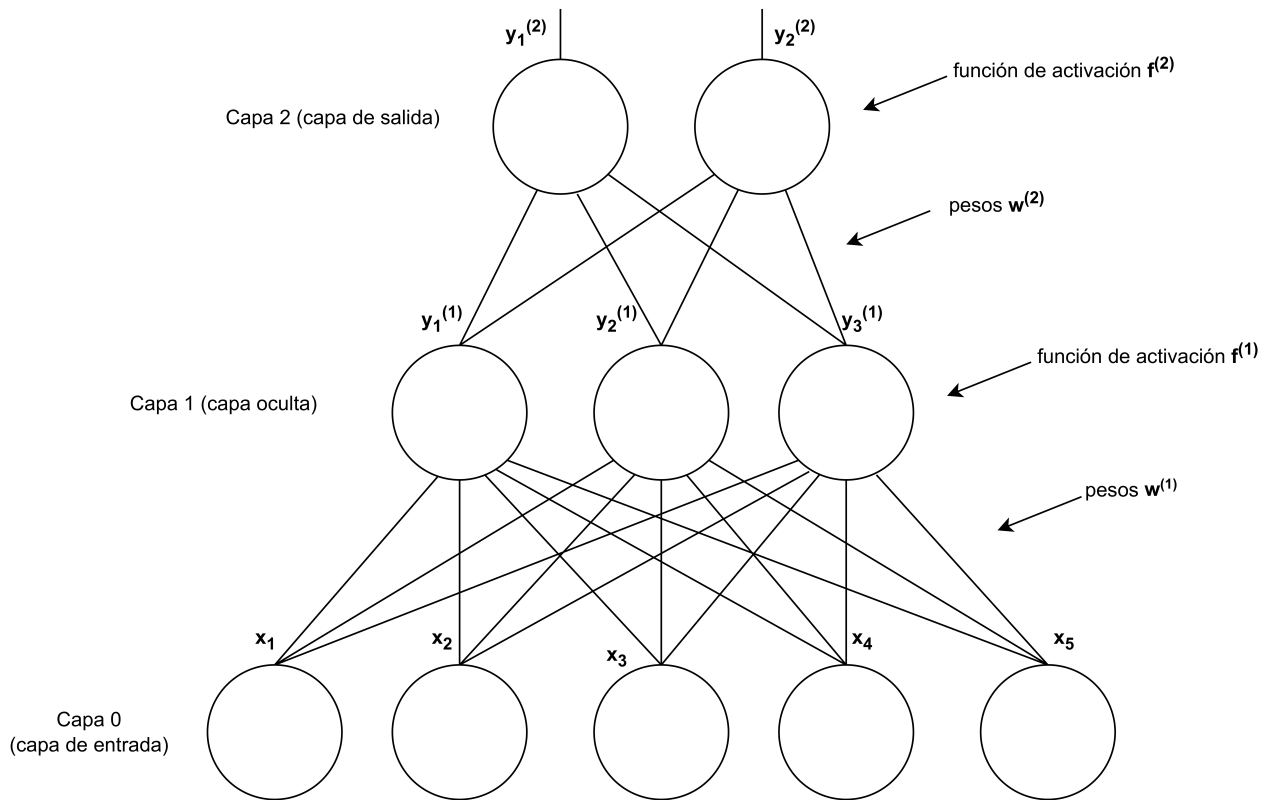 y₁⁽²⁾
y₂⁽²⁾
función de activación f⁽²⁾
Capa 2 (capa de salida)
pesos w⁽²⁾
y₁⁽¹⁾
y₂⁽¹⁾
y₃⁽¹⁾
función de activación f⁽¹⁾
Capa 1 (capa oculta)
pesos w⁽¹⁾
x₁
x₂
x₃
x₄
x₅
Capa 0
(capa de entrada)